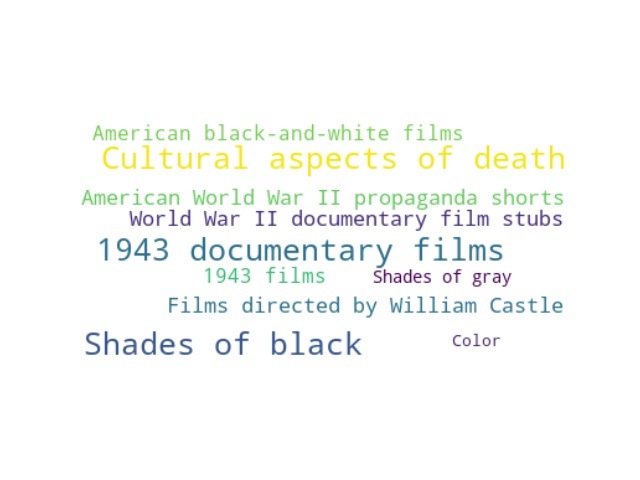 American black-and-white films
Cultural aspects of death
American World War II propaganda shorts
World War II documentary film stubs
1943 documentary films
1943 films
Shades of gray
Films directed by William Castle
Shades of black
Color